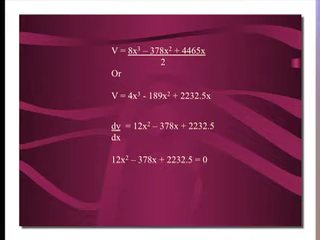 V = 8x³ – 378x² + 4465x
2
Or
V = 4x³ - 189x² + 2232.5x
dv = 12x² – 378x + 2232.5
dx
12x² – 378x + 2232.5 = 0